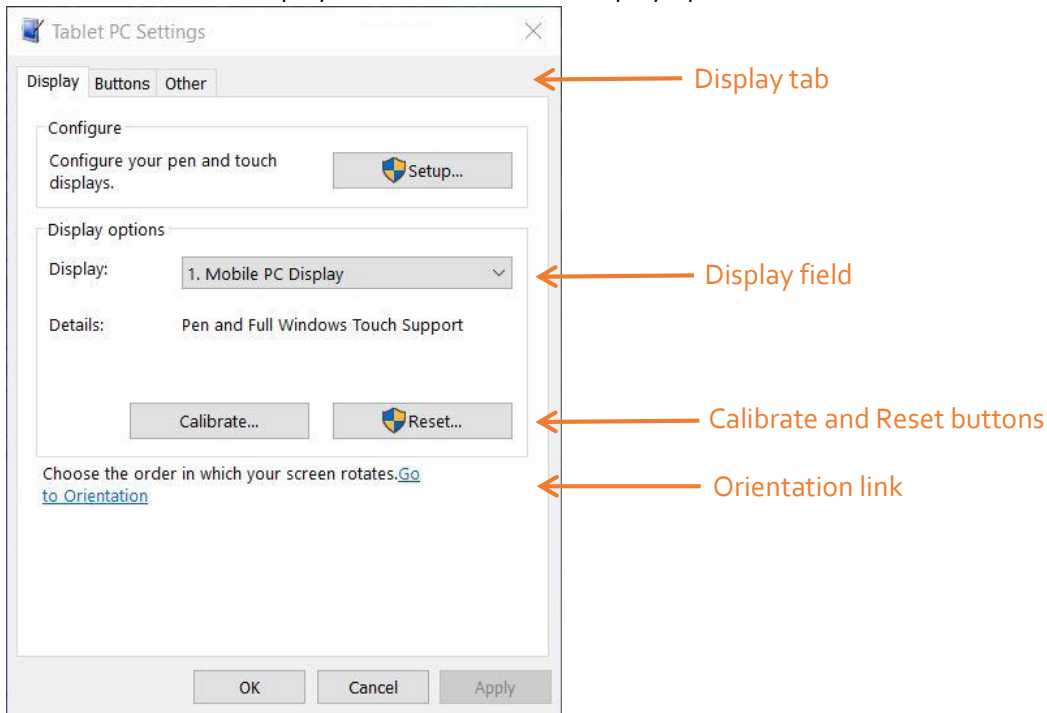 Tablet PC Settings
Display Buttons Other
Display tab
Configure
Configure your pen and touch
displays.
Setup...
Display options
Display:
1. Mobile PC Display
Display field
Details:
Pen and Full Windows Touch Support
Calibrate...
Reset...
Calibrate and Reset buttons
Choose the order in which your screen rotates.Go
to Orientation
Orientation link
OK
Cancel
Apply